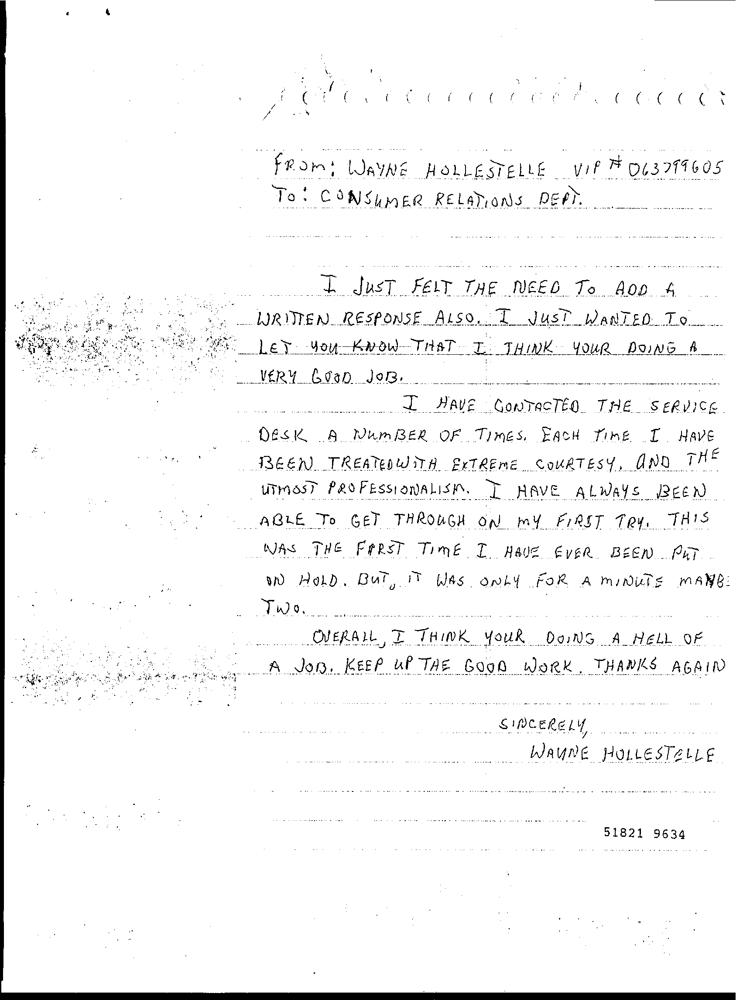 FROM: WAYNE HOLLESTELLE VIP # 063799605
TO: CONSUMER RELATIONS DEPT.
I JUST FELT THE NEED TO ADD A
WRITTEN RESPONSE ALSO. I JUST WANTED TO
LET YOU KNOW THAT I THINK YOUR DOING A
VERY GOOD JOB.
I HAVE CONTACTED THE SERVICE
DESK A NUMBER OF TIMES. EACH TIME I HAVE
BEEN TREATED WITH EXTREME COURTESY, AND THE
UTMOST PROFESSIONALISM. I HAVE ALWAYS BEEN
ABLE TO GET THROUGH ON MY FIRST TRY. THIS
WAS THE FIRST TIME I HAVE EVER BEEN PUT
ON HOLD. BUT, IT WAS ONLY FOR A MINUTE MAYBE
TWO.
OVERALL, I THINK YOUR DOING A HELL OF
A JOB. KEEP UP THE GOOD WORK. THANKS AGAIN
SINCERELY,
WAYNE HOLLESTELLE
51821 9634